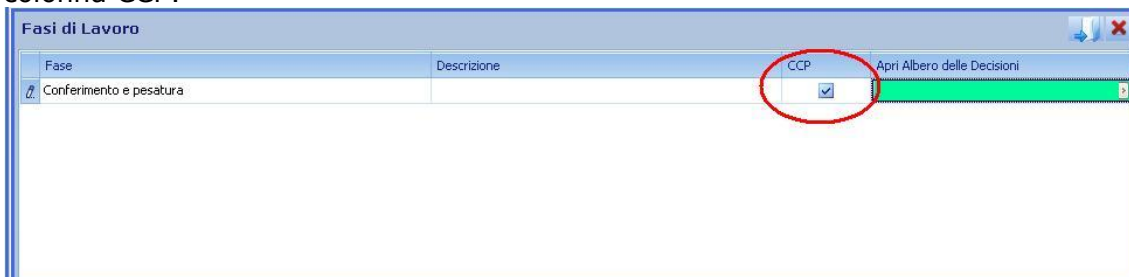 colonna CCP.
Fasi di Lavoro
Fase Descrizione CCP Apri Albero delle Decisioni
Conferimento e pesatura